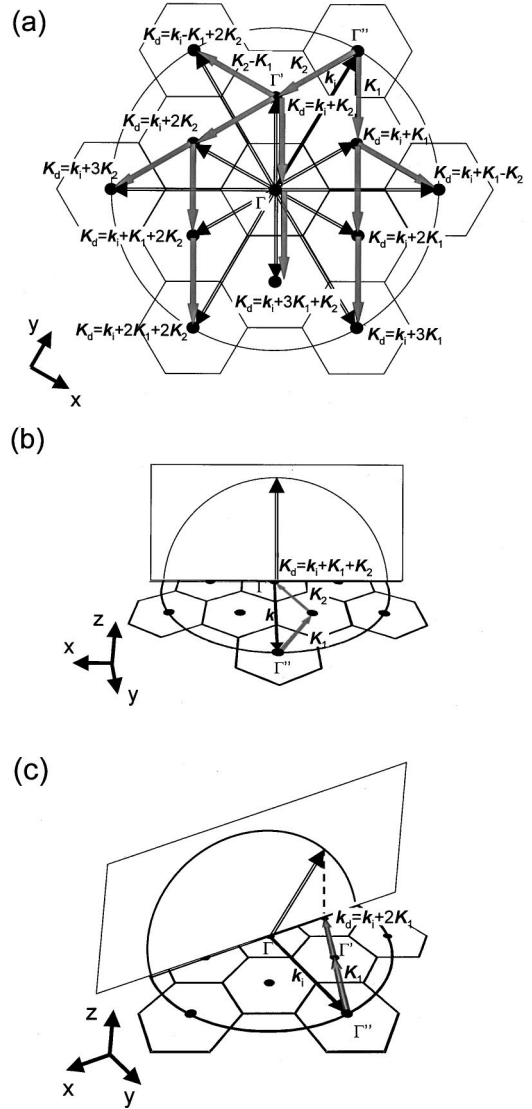 (a)
K_d=k_i-K_1+2K_2
Γ''
K_2-K_1
K_2
k_i
Γ'
K_1
K_d=k_i+K_2
K_d=k_i+2K_2
K_d=k_i+K_1
K_d=k_i+3K_2
K_d=k_i+K_1-K_2
Γ
K_d=k_i+K_1+2K_2
K_d=k_i+2K_1
K_d=k_i+3K_1+K_2
K_d=k_i+2K_1+2K_2
K_d=k_i+3K_1
y
x
(b)
K_d=k_i+K_1+K_2
Γ
K_2
k
K_1
Γ''
z
x
y
(c)
k_d=k_i+2K_1
Γ
Γ'
k_i
K_1
Γ''
z
x
y